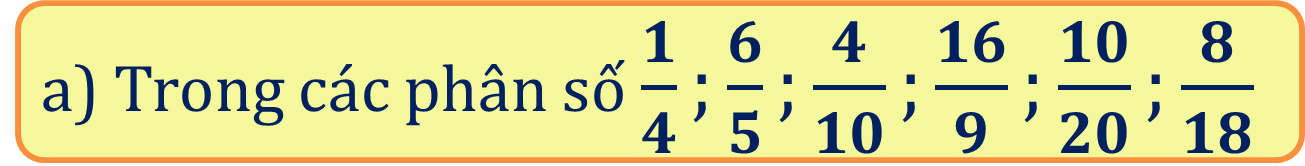 a) Trong các phân số 1/4 ; 6/5 ; 4/10 ; 16/9 ; 10/20 ; 8/18